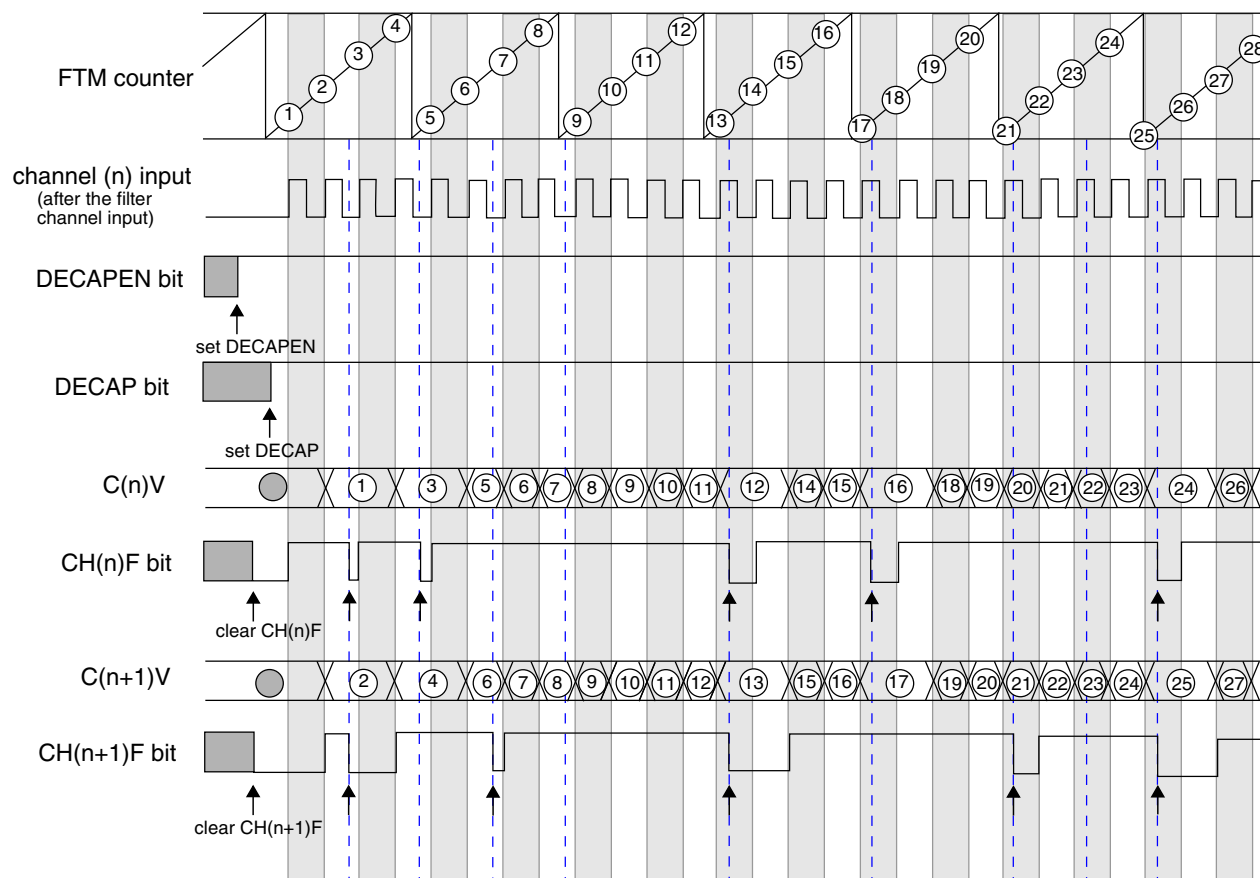 FTM counter
1 2 3 4 5 6 7 8 9 10 11 12 13 14 15 16 17 18 19 20 21 22 23 24 25 26 27 28
channel (n) input
(after the filter
channel input)
DECAPEN bit
set DECAPEN
DECAP bit
set DECAP
C(n)V 1 3 5 6 7 8 9 10 11 12 14 15 16 18 19 20 21 22 23 24 26
CH(n)F bit
clear CH(n)F
C(n+1)V 2 4 6 7 8 9 10 11 12 13 15 16 17 19 20 21 22 23 24 25 27
CH(n+1)F bit
clear CH(n+1)F